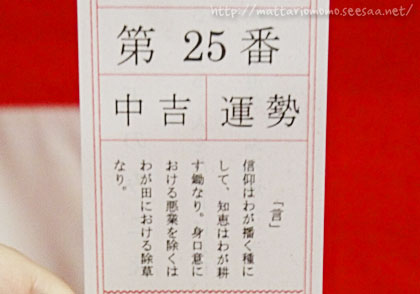 http://mattariomomo.seesaa.net/
第 25 番
中吉 運勢
「言」
信仰はわが播く種に
して、知恵はわが耕
す鋤なり。身口意に
おける悪業を除くは
わが田における除草
なり。